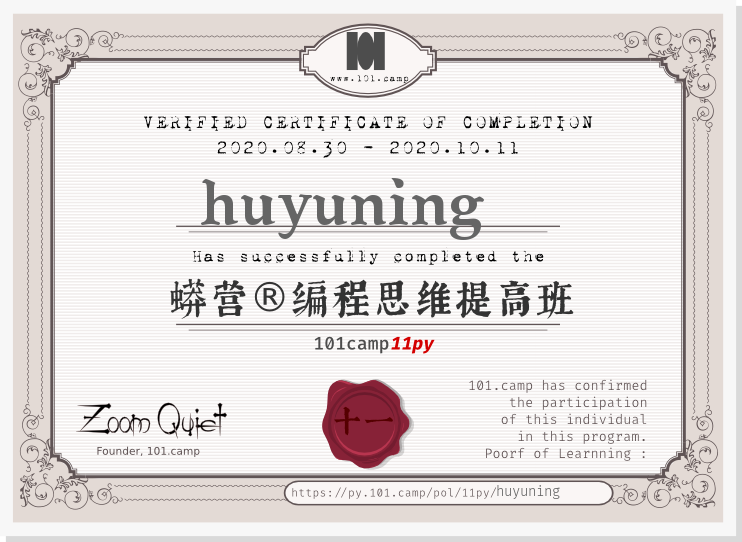 101
www.101.camp
VERIFIED CERTIFICATE OF COMPLETION
2020.08.30 - 2020.10.11
huyuning
Has successfully completed the
蟒营®编程思维提高班
101camp11py
Zoom Quiet
Founder, 101.camp
十一
101.camp has confirmed
the participation
of this individual
in this program.
Poorf of Learnning :
https://py.101.camp/pol/11py/huyuning